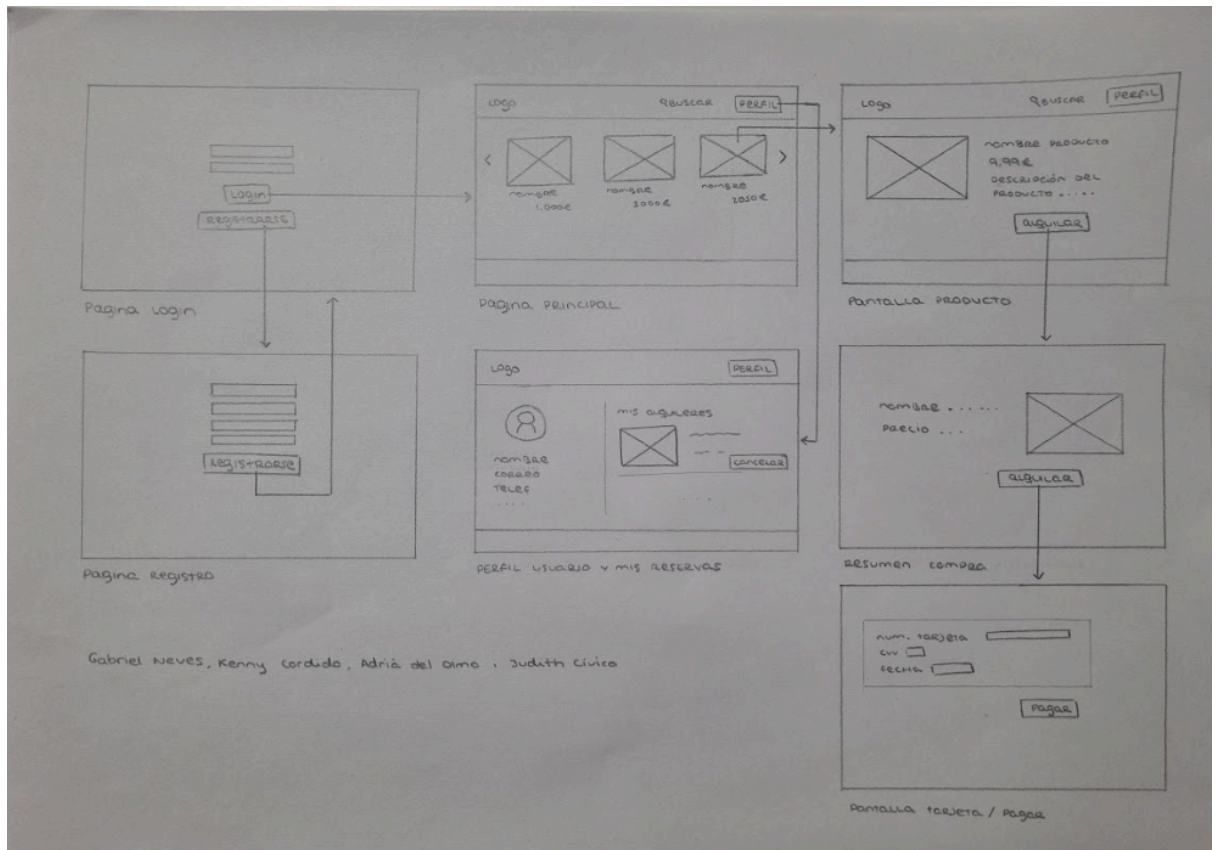 Login
REGISTRARSE
Pagina Login
Logo
BUSCAR
PERFIL
nomBRE
1.000€
nomBRE
3000€
nomBRE
2010€
Pagina PRINCIPAL
Logo
BUSCAR
PERFIL
nomBRE PRODUCTO
9,99€
DESCRIPCIÓN DEL
PRODUCTO .....
alquilar
Pantalla PRODUCTO
REGISTRARSE
Pagina REGISTRO
Logo
PERFIL
nomBRE
CORREO
TELEF
....
mis alquileres
cancelar
....
PERFIL USUARIO y mis RESERVAS
nomBRE ......
PRECIO ...
alquilar
RESUMEN COMPRA
num. tarjeta
CVV
FECHA
Pagar
Pantalla tarjeta / Pagar
Gabriel Neves, Kenny Cordido, Adrià del Olmo i Judith Cívico